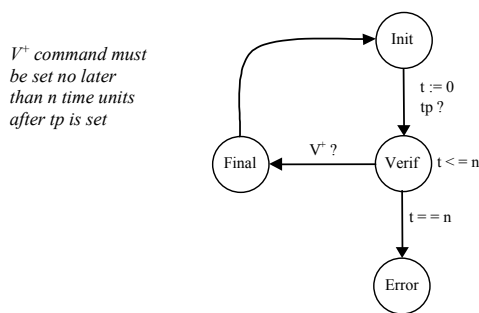 V+ command must
be set no later
than n time units
after tp is set
Init
t := 0
tp ?
Final
V+ ?
Verif
t < = n
t = = n
Error